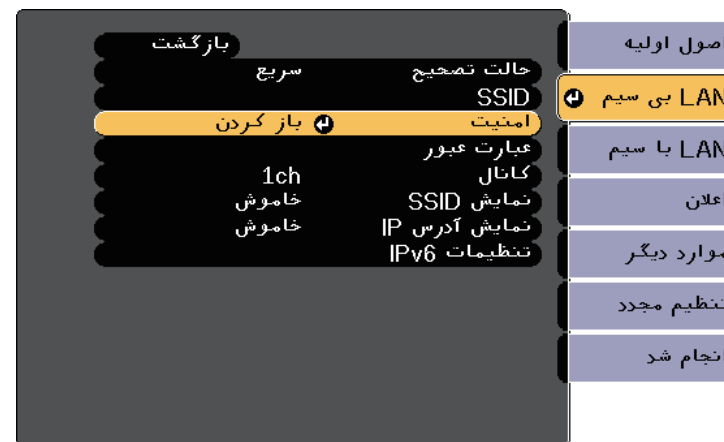 اصول اولیه
LAN بی سیم
LAN با سیم
اعلان
موارد دیگر
تنظیم مجدد
انجام شد
بازگشت
حالت تصحیح سریع
SSID
امنیت باز کردن
عبارت عبور
کانال 1ch
نمایش SSID خاموش
نمایش آدرس IP خاموش
تنظیمات IPv6